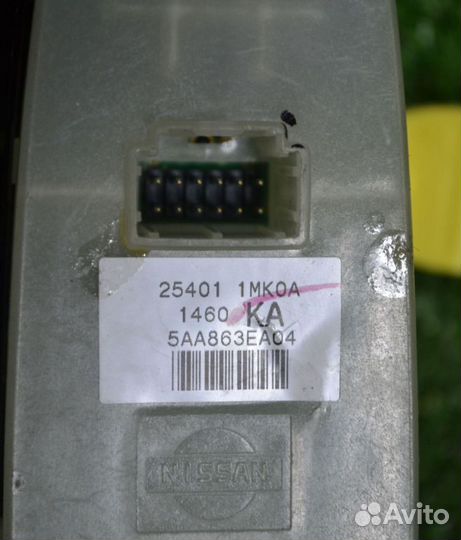 25401 1MK0A
1460 KA
5AA863EA04
NISSAN
Avito